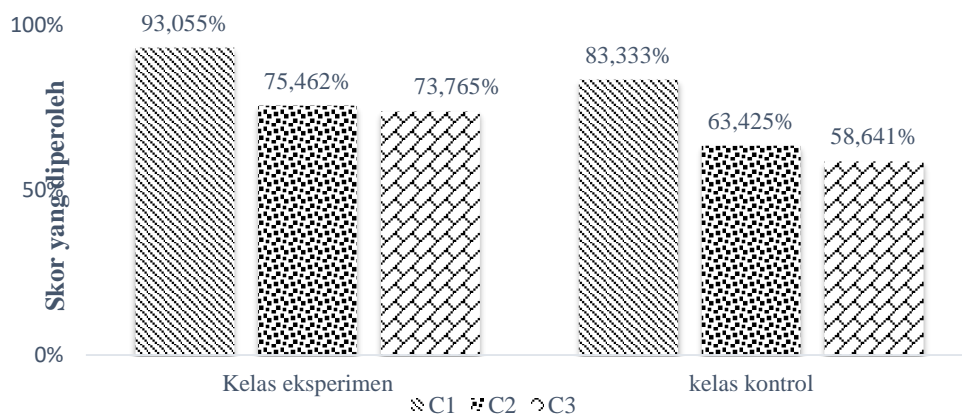 100%
50%
0%
Skor yang diperoleh
93,055%
75,462%
73,765%
83,333%
63,425%
58,641%
Kelas eksperimen
kelas kontrol
C1 C2 C3